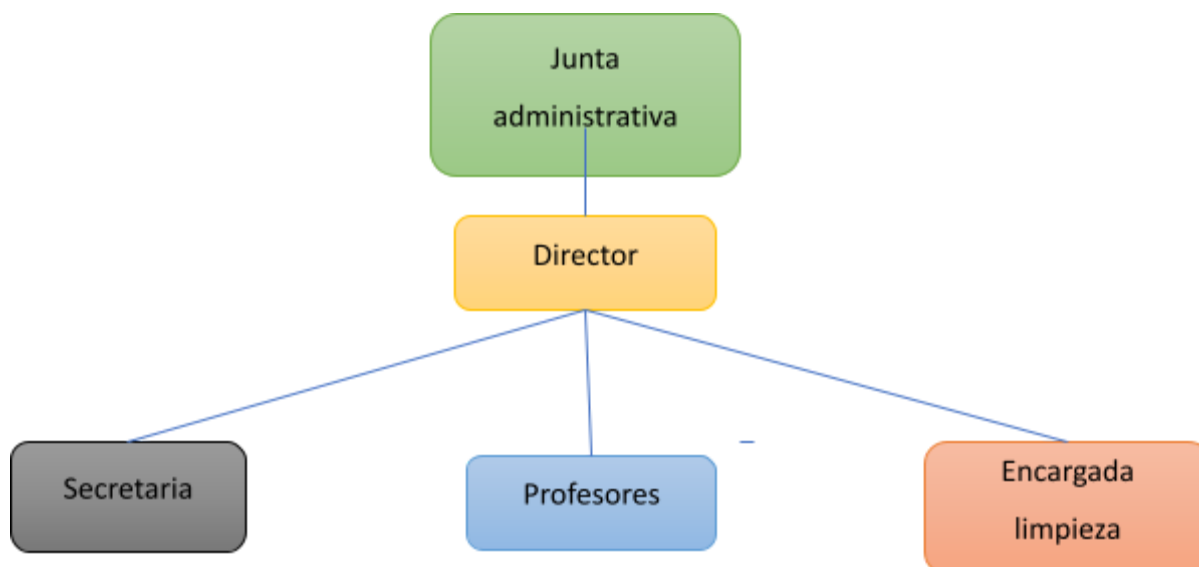 Junta
administrativa
Director
Secretaria
Profesores
Encargada
limpieza